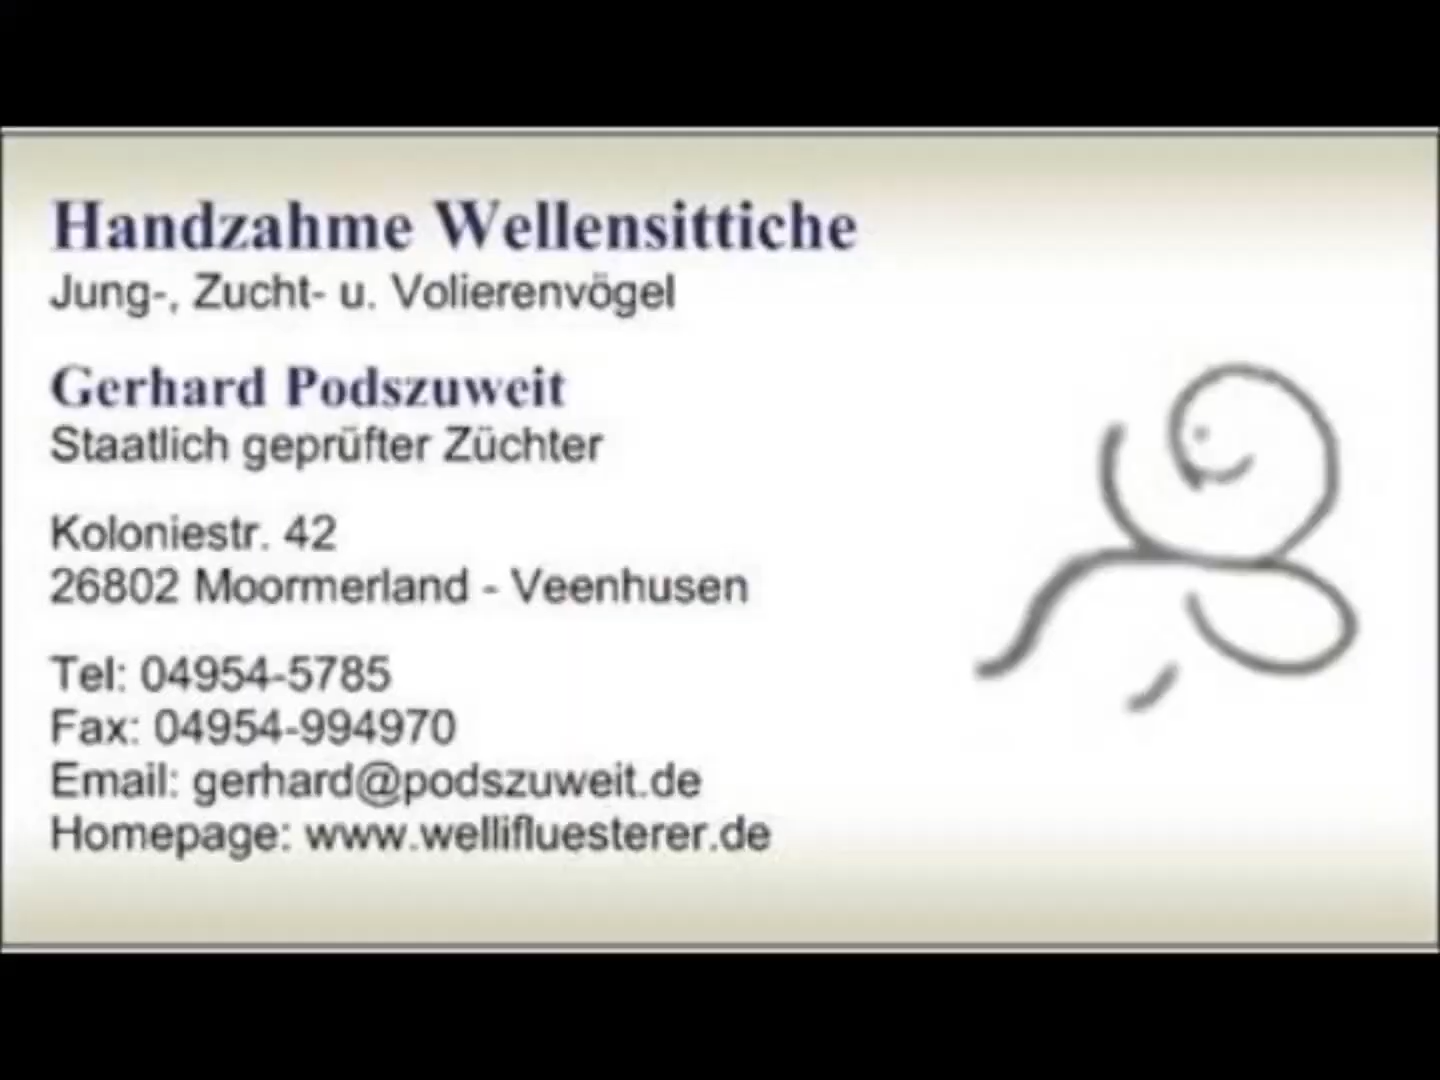 Handzahme Wellensittiche
Jung-, Zucht- u. Volierenvögel
Gerhard Podszuweit
Staatlich geprüfter Züchter
Koloniestr. 42
26802 Moormerland - Veenhusen
Tel: 04954-5785
Fax: 04954-994970
Email: gerhard@podszuweit.de
Homepage: www.wellifluesterer.de